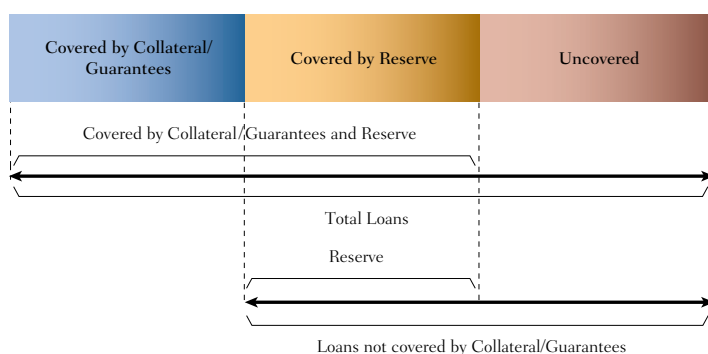 Covered by Collateral/
Guarantees
Covered by Reserve
Uncovered
Covered by Collateral/Guarantees and Reserve
Total Loans
Reserve
Loans not covered by Collateral/Guarantees